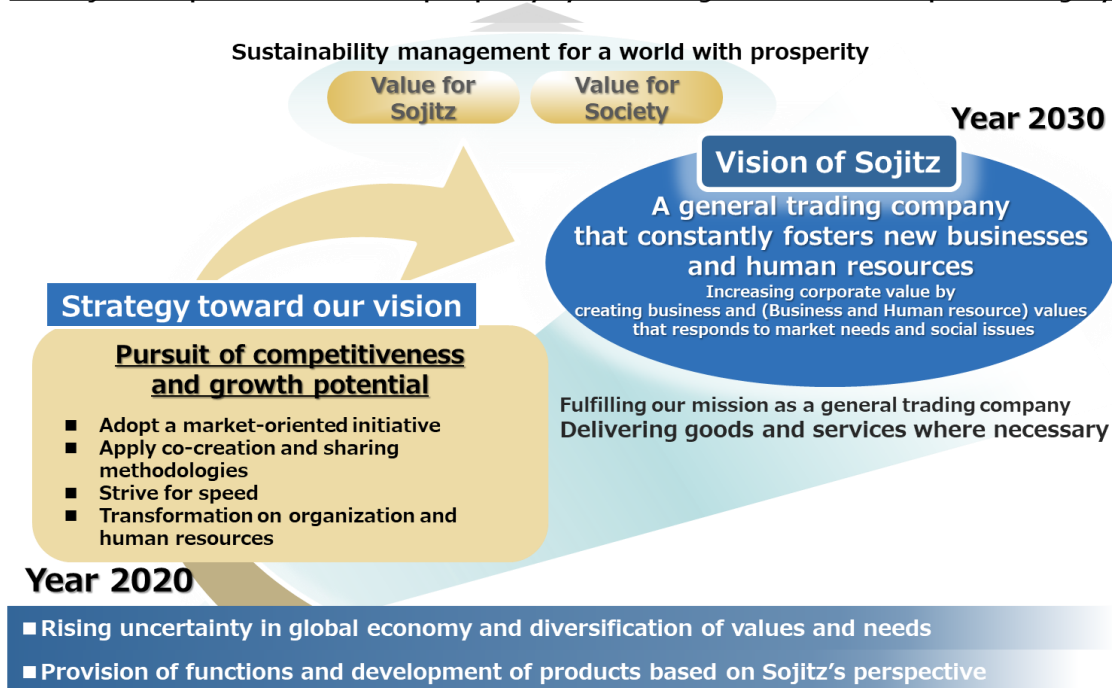 Sustainability management for a world with prosperity
Value for
Sojitz
Value for
Society
Year 2030
Vision of Sojitz
A general trading company
that constantly fosters new businesses
and human resources
Increasing corporate value by
creating business and (Business and Human resource) values
that responds to market needs and social issues
Strategy toward our vision
Pursuit of competitiveness
and growth potential
■ Adopt a market-oriented initiative
■ Apply co-creation and sharing
methodologies
■ Strive for speed
■ Transformation on organization and
human resources
Fulfilling our mission as a general trading company
Delivering goods and services where necessary
Year 2020
■ Rising uncertainty in global economy and diversification of values and needs
■ Provision of functions and development of products based on Sojitz’s perspective